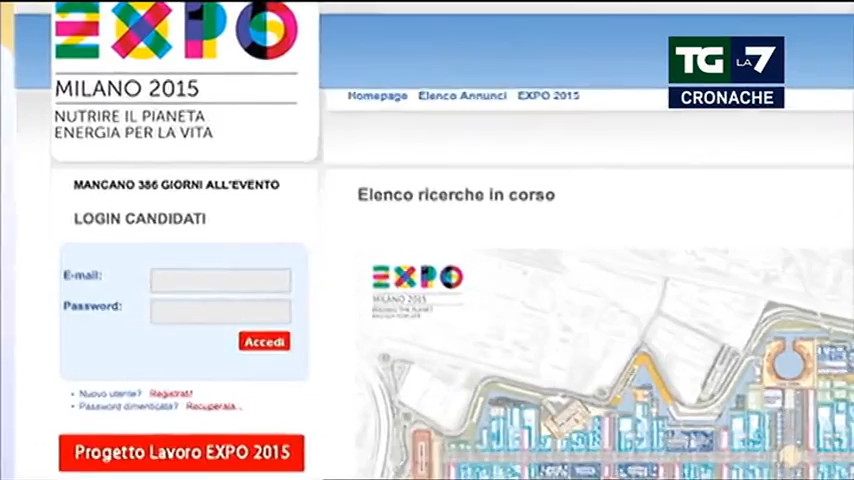 EXPO
MILANO 2015
NUTRIRE IL PIANETA
ENERGIA PER LA VITA
Homepage Elenco Annunci EXPO 2015
TG LA 7
CRONACHE
MANCANO 386 GIORNI ALL'EVENTO
LOGIN CANDIDATI
E-mail:
Password:
Accedi
Nuovo utente? Registrati!
Password dimenticata? Recuperala...
Progetto Lavoro EXPO 2015
Elenco ricerche in corso
EXPO
MILANO 2015